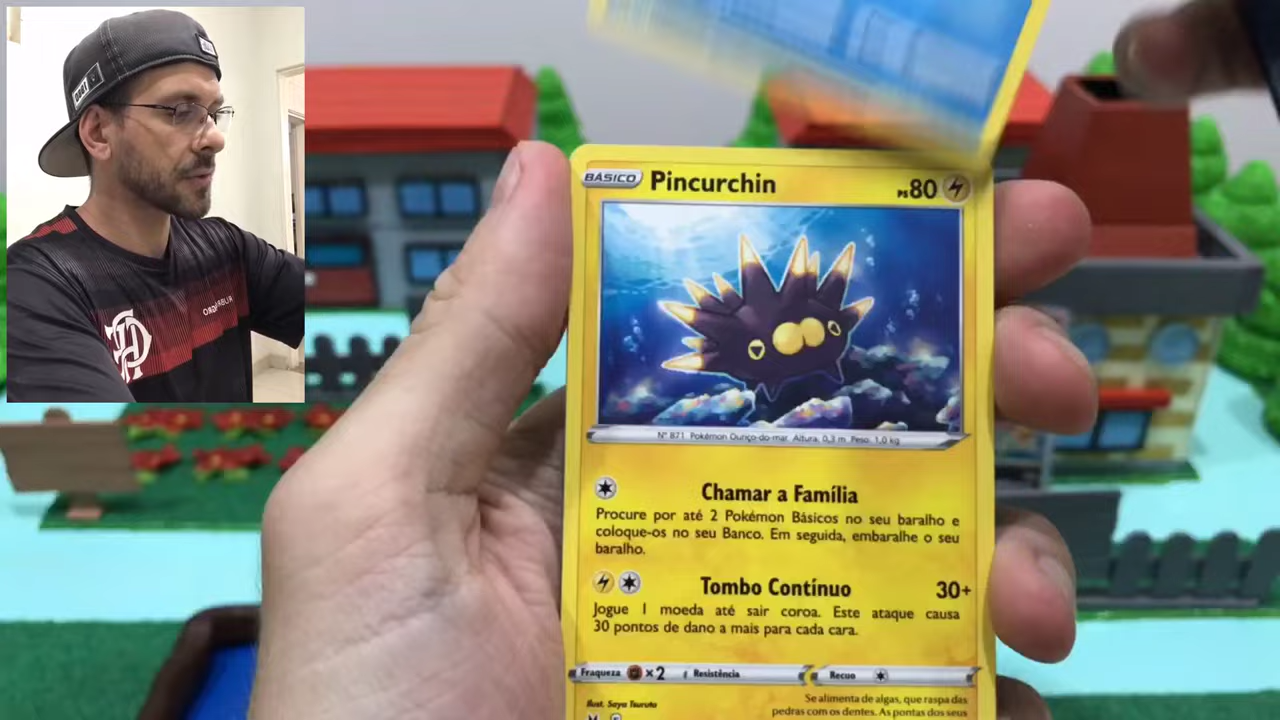 BÁSICO Pincurchin PS80
Nº 871 Pokémon Ouriço-do-mar Altura: 0,3 m Peso: 1,0 kg
Chamar a Família
Procure por até 2 Pokémon Básicos no seu baralho e
coloque-os no seu Banco. Em seguida, embaralhe o seu
baralho.
Tombo Contínuo 30+
Jogue 1 moeda até sair coroa. Este ataque causa
30 pontos de dano a mais para cada cara.
Fraqueza ×2 Resistência Recuo
Ilust. Saya Tsuruta
Se alimenta de algas, que raspa das
pedras com os dentes. As pontas dos seus